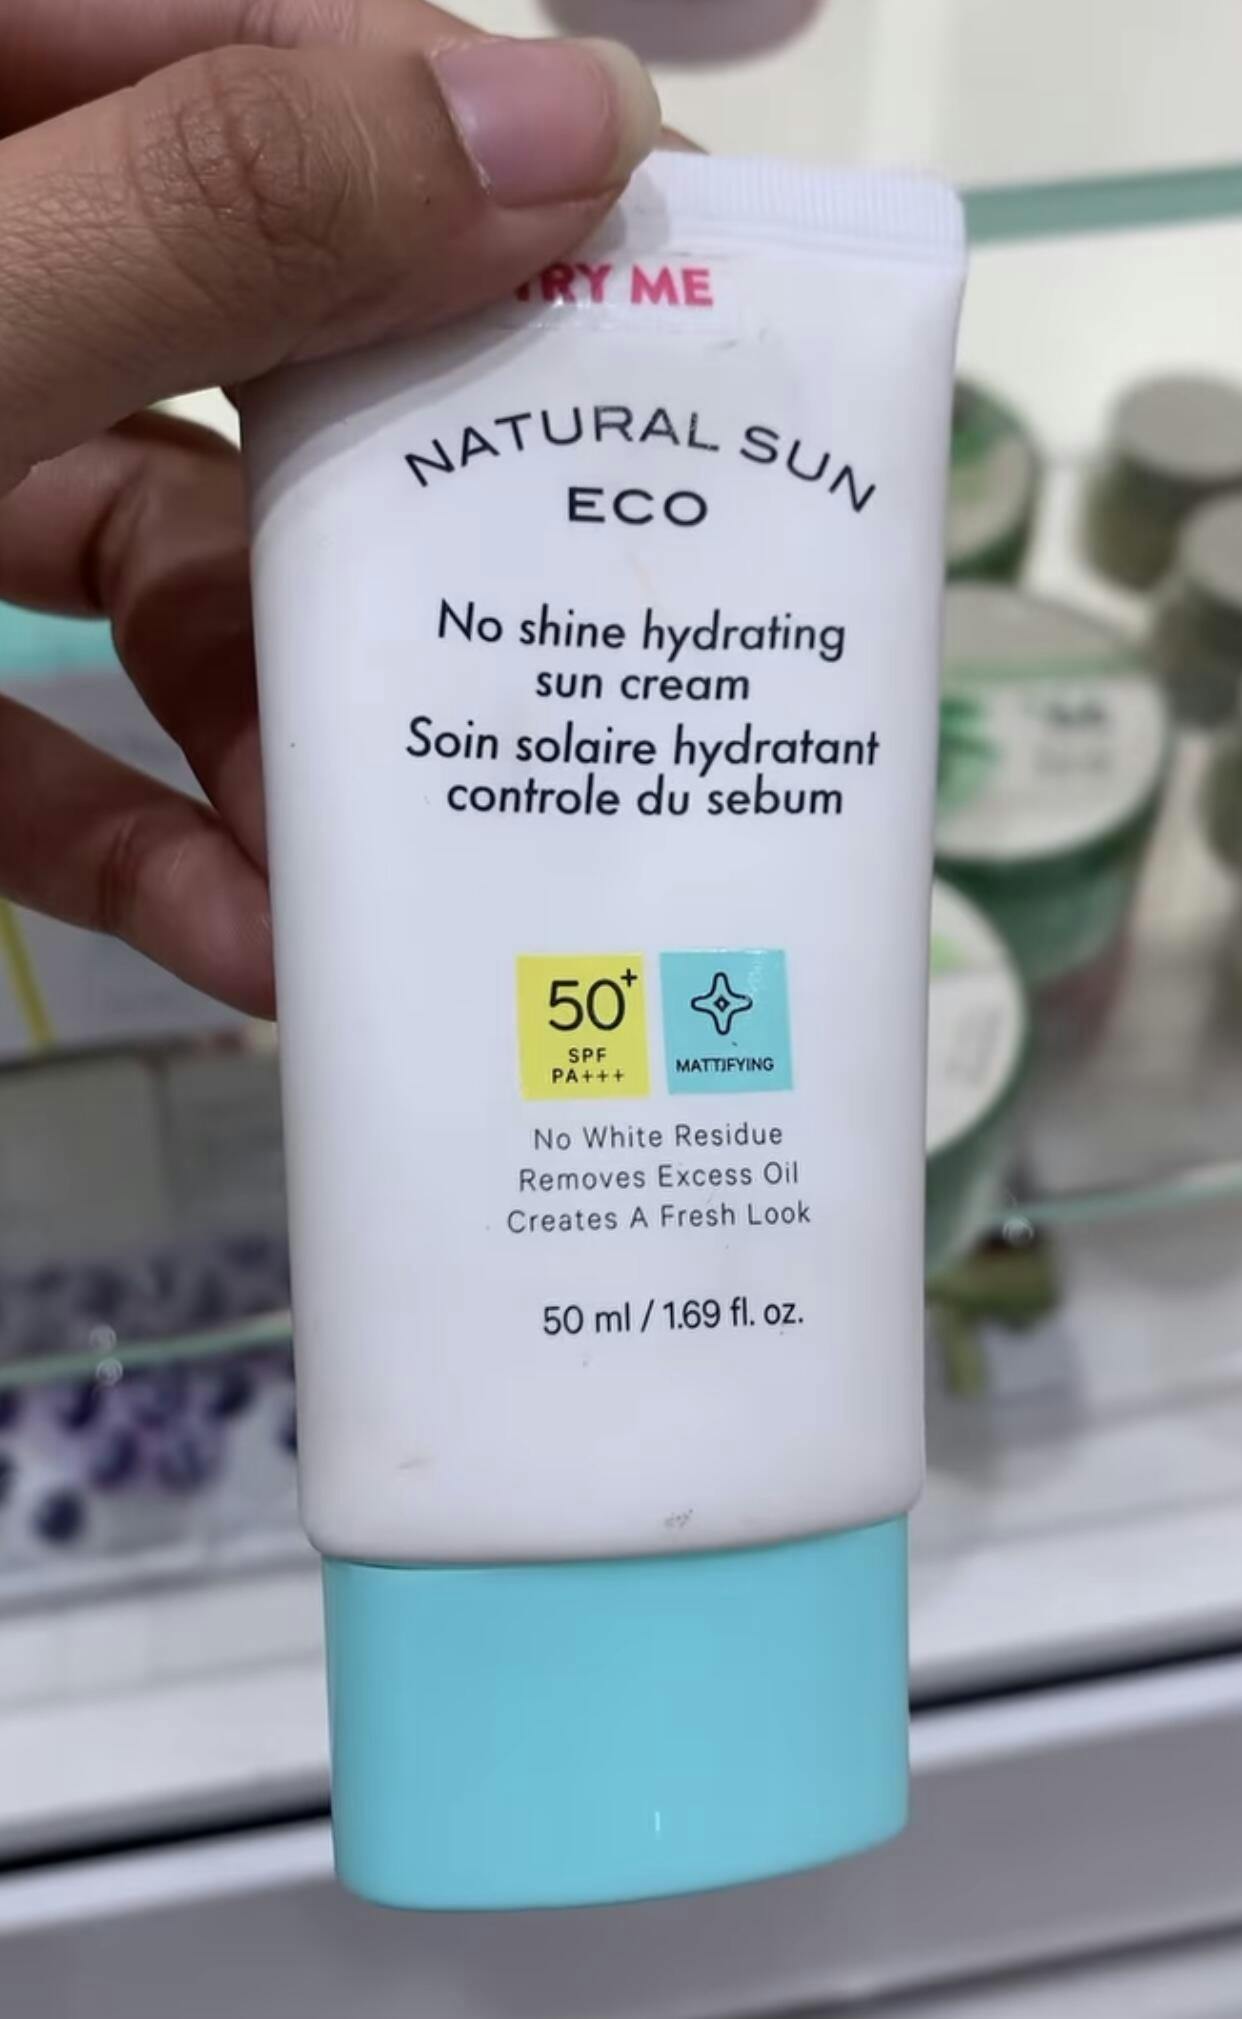 TRY ME
NATURAL SUN
ECO
No shine hydrating
sun cream
Soin solaire hydratant
controle du sebum
50+
SPF
PA+++
MATTIFYING
No White Residue
Removes Excess Oil
Creates A Fresh Look
50 ml / 1.69 fl. oz.